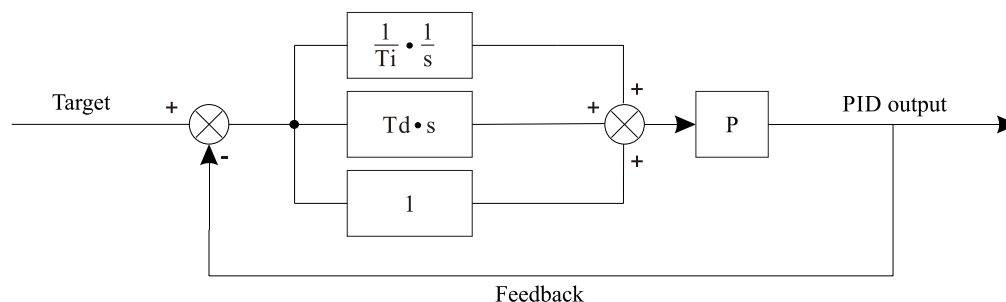 1/Ti • 1/s
+
Target
+
+
Td•s
P
PID output
-
+
1
Feedback